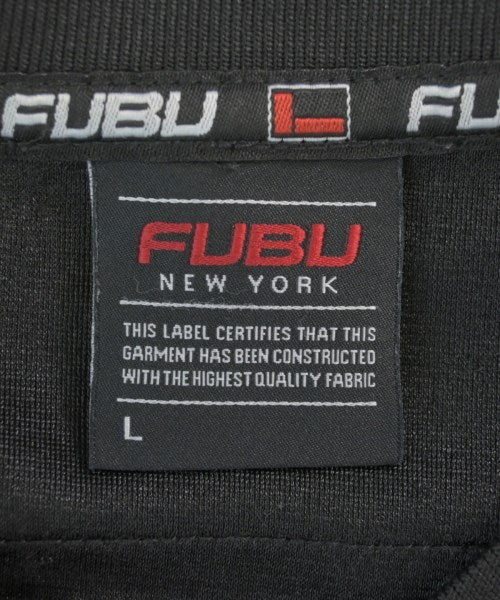 FUBU L FUBU
FUBU
NEW YORK
THIS LABEL CERTIFIES THAT THIS
GARMENT HAS BEEN CONSTRUCTED
WITH THE HIGHEST QUALITY FABRIC
L